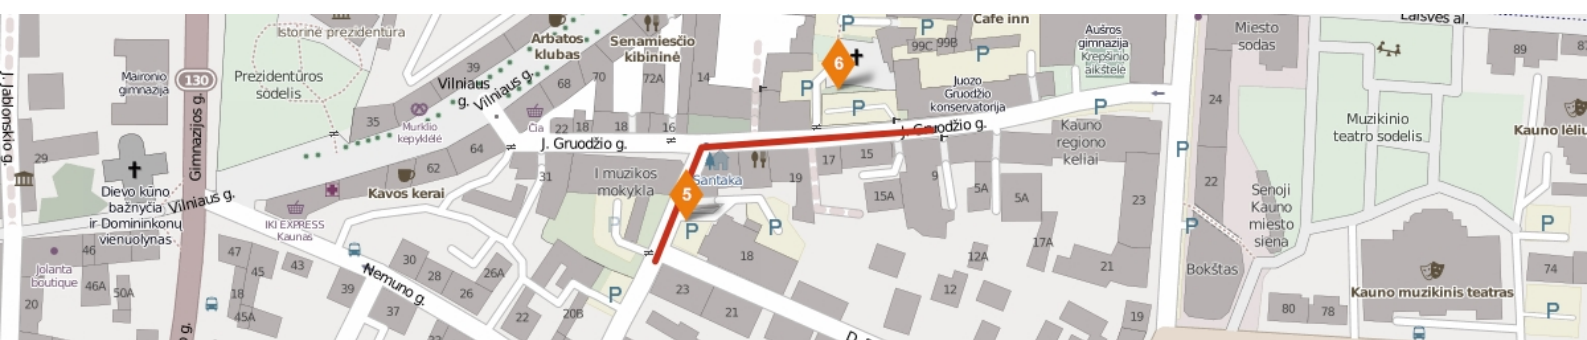 Istorinė prezidentūra
Arbatos
klubas
Senamiesčio
kibininė
Cafe inn
Laisvės al.
Miesto
sodas
Aušros
gimnazija
Krepšinio
aikštelė
99C
99B
89
Maironio
gimnazija
130
Prezidentūros
sodelis
39
Vilniaus
g.
Vilniaus g.
68
70
72A
14
6
P
P
P
P
P
P
Juozo
Gruodžio
konservatorija
24
J. Jablonskio g.
Gimnazijos g.
35
Murklio
kepyklėlė
Čia
22
18
18
16
J. Gruodžio g.
J. Gruodžio g.
Kauno
regiono
keliai
Muzikinio
teatro sodelis
29
62
64
Kavos kerai
31
I muzikos
mokykla
Santaka
5
19
17
15
15A
9
5A
5A
23
22
P
P
Senoji
Kauno
miesto
siena
Dievo kūno
bažnyčia
ir Domininkonų
vienuolynas
Vilniaus g.
IKI EXPRESS
Kaunas
P
P
P
P
P
46
Jolanta
boutique
46A
50A
20
47
45
43
18
45A
39
Nemuno g.
37
30
28
26
26A
22
20B
P
18
23
21
12A
12
17A
21
19
Bokštas
80
78
Kauno muzikinis teatras
74
P